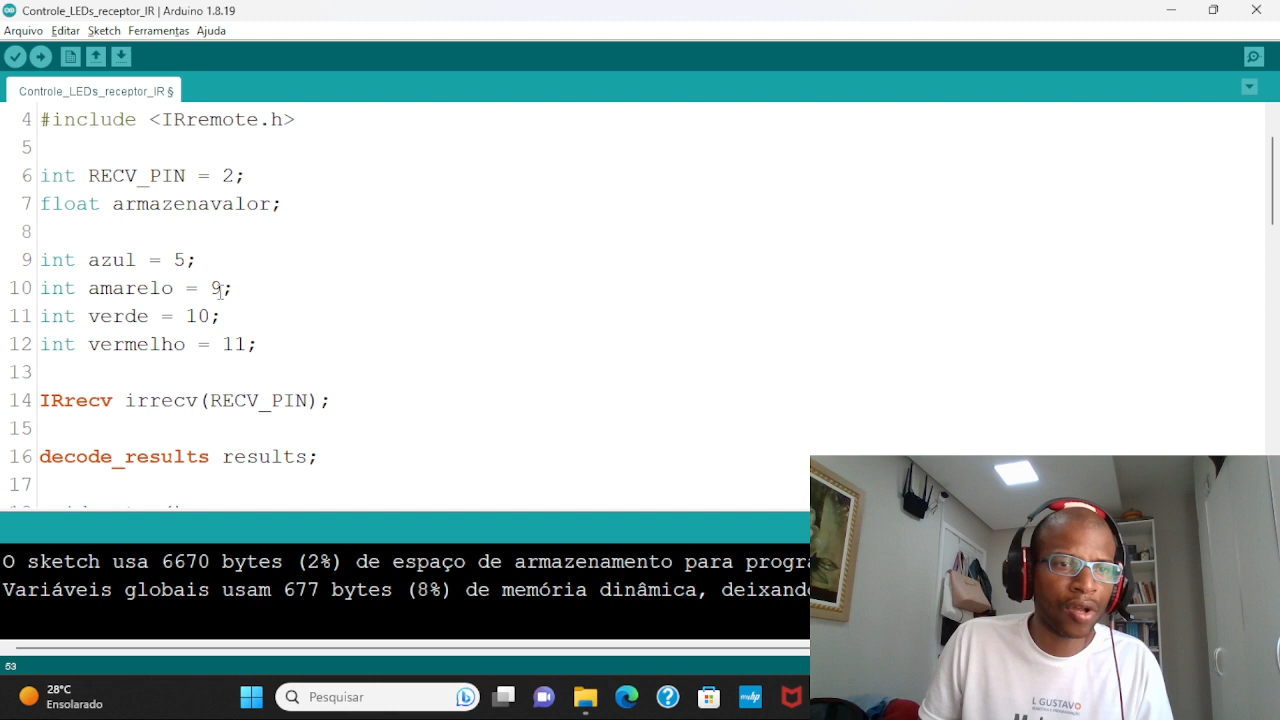 Controle_LEDs_receptor_IR | Arduino 1.8.19
Arquivo Editar Sketch Ferramentas Ajuda
Controle_LEDs_receptor_IR §
4 #include <IRremote.h>
5
6 int RECV_PIN = 2;
7 float armazenavalor;
8
9 int azul = 5;
10 int amarelo = 9;
11 int verde = 10;
12 int vermelho = 11;
13
14 IRrecv irrecv(RECV_PIN);
15
16 decode_results results;
17
O sketch usa 6670 bytes (2%) de espaço de armazenamento para progra
Variáveis globais usam 677 bytes (8%) de memória dinâmica, deixando
53
28°C
Ensolarado
Pesquisar
myhp
L GUSTAVO